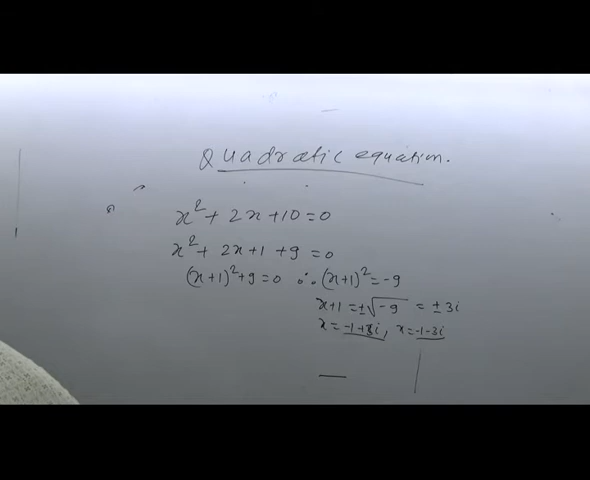 Quadratic equation.
x² + 2x + 10 = 0
x² + 2x + 1 + 9 = 0
(x+1)² + 9 = 0 ∴ (x+1)² = -9
x+1 = ±√-9 = ±3i
x = -1+3i, x = -1-3i